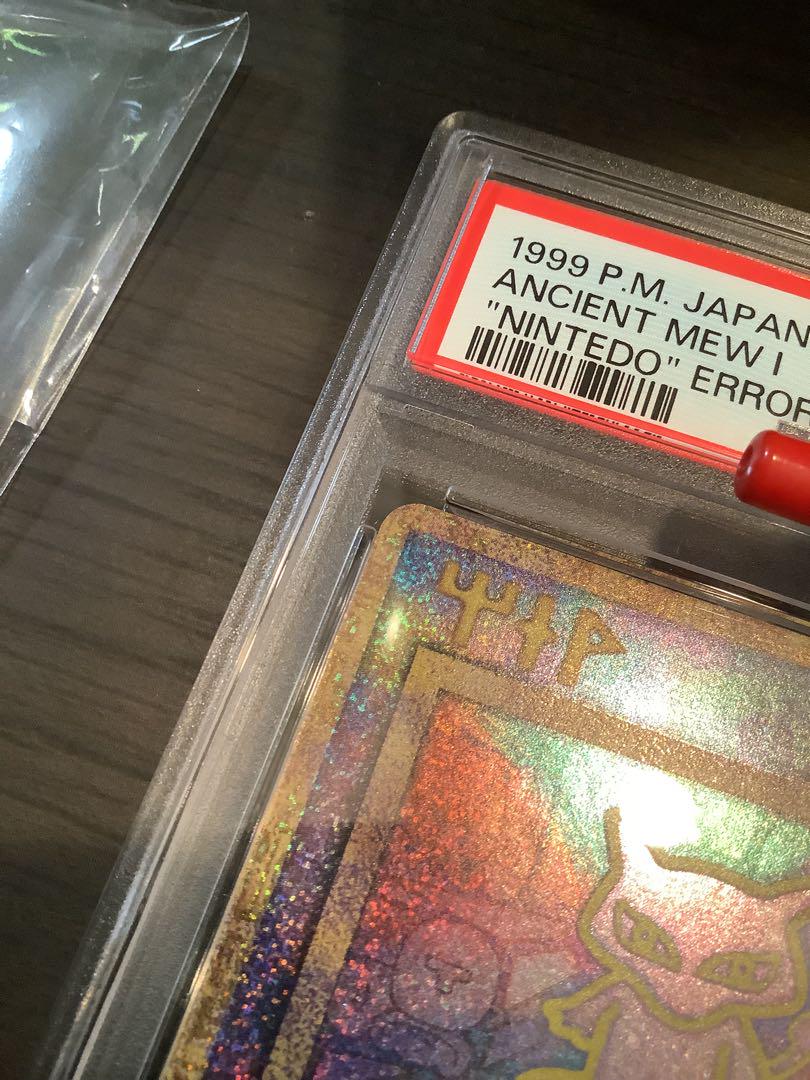 1999 P.M. JAPAN
ANCIENT MEW I
"NINTEDO" ERROR